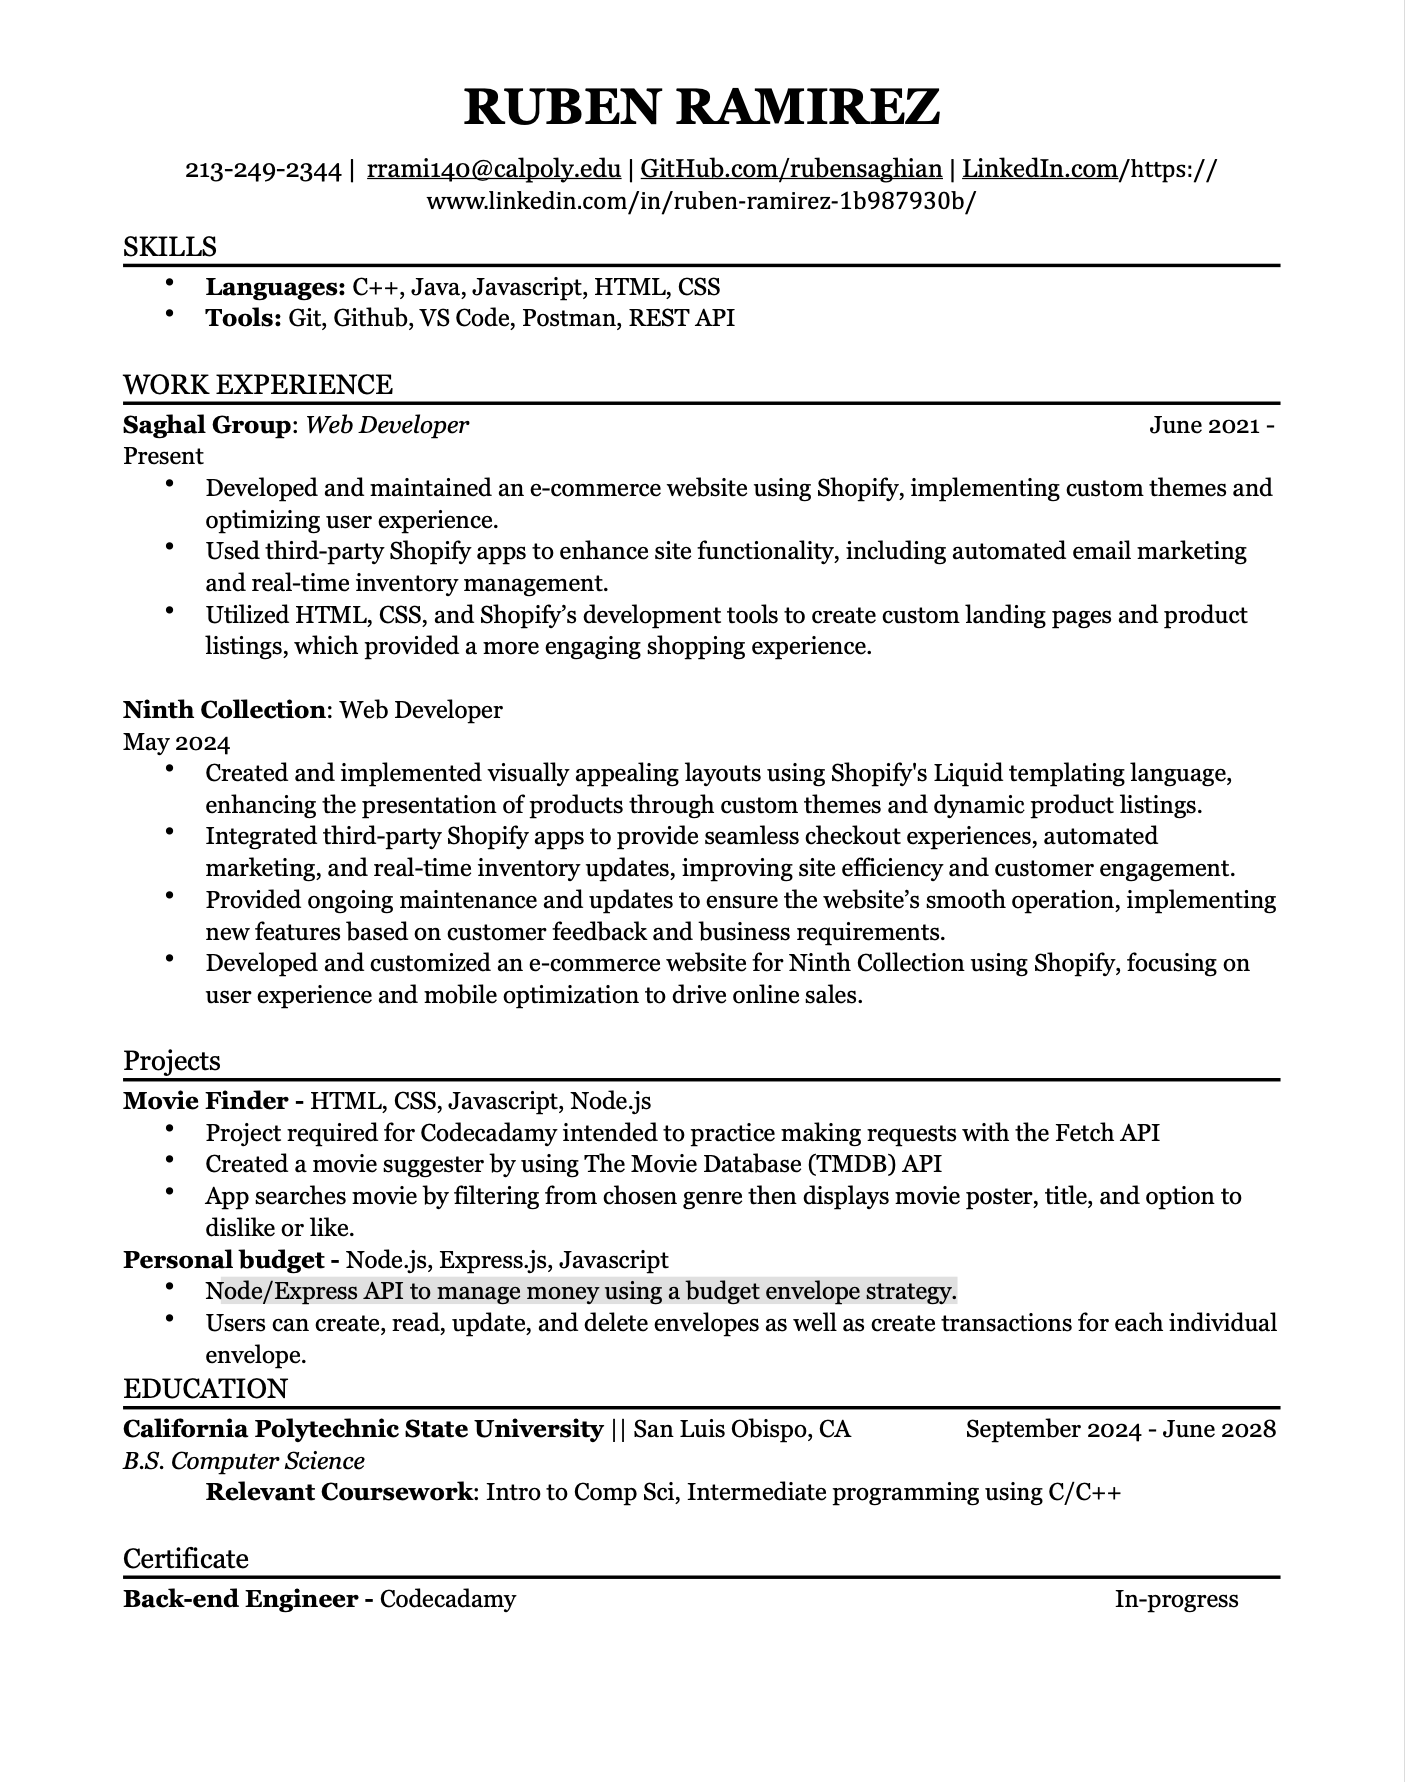 RUBEN RAMIREZ
213-249-2344 | rrami140@calpoly.edu | GitHub.com/rubensaghian | LinkedIn.com/https://
www.linkedin.com/in/ruben-ramirez-1b987930b/
SKILLS
• Languages: C++, Java, Javascript, HTML, CSS
• Tools: Git, Github, VS Code, Postman, REST API
WORK EXPERIENCE
Saghal Group: Web Developer June 2021 -
Present
• Developed and maintained an e-commerce website using Shopify, implementing custom themes and
optimizing user experience.
• Used third-party Shopify apps to enhance site functionality, including automated email marketing
and real-time inventory management.
• Utilized HTML, CSS, and Shopify’s development tools to create custom landing pages and product
listings, which provided a more engaging shopping experience.
Ninth Collection: Web Developer
May 2024
• Created and implemented visually appealing layouts using Shopify's Liquid templating language,
enhancing the presentation of products through custom themes and dynamic product listings.
• Integrated third-party Shopify apps to provide seamless checkout experiences, automated
marketing, and real-time inventory updates, improving site efficiency and customer engagement.
• Provided ongoing maintenance and updates to ensure the website’s smooth operation, implementing
new features based on customer feedback and business requirements.
• Developed and customized an e-commerce website for Ninth Collection using Shopify, focusing on
user experience and mobile optimization to drive online sales.
Projects
Movie Finder - HTML, CSS, Javascript, Node.js
• Project required for Codecadamy intended to practice making requests with the Fetch API
• Created a movie suggester by using The Movie Database (TMDB) API
• App searches movie by filtering from chosen genre then displays movie poster, title, and option to
dislike or like.
Personal budget - Node.js, Express.js, Javascript
• Node/Express API to manage money using a budget envelope strategy.
• Users can create, read, update, and delete envelopes as well as create transactions for each individual
envelope.
EDUCATION
California Polytechnic State University || San Luis Obispo, CA September 2024 - June 2028
B.S. Computer Science
Relevant Coursework: Intro to Comp Sci, Intermediate programming using C/C++
Certificate
Back-end Engineer - Codecadamy In-progress